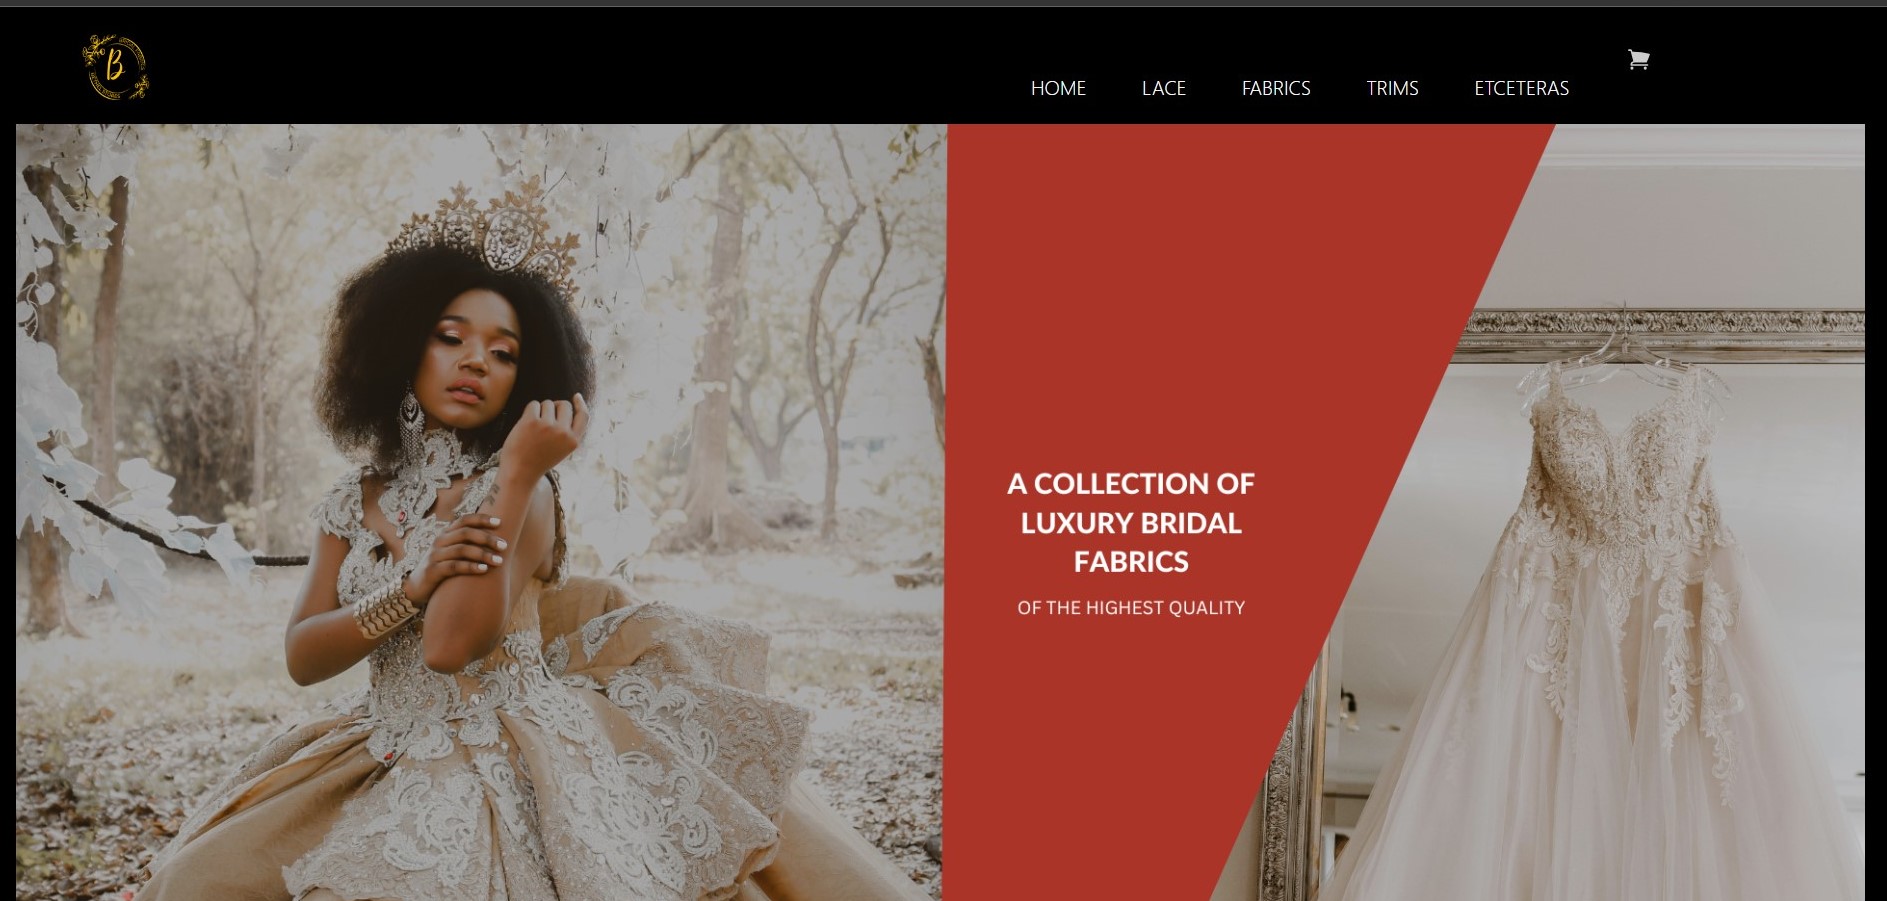 B
HOME
LACE
FABRICS
TRIMS
ETCETERAS
A COLLECTION OF
LUXURY BRIDAL
FABRICS
OF THE HIGHEST QUALITY